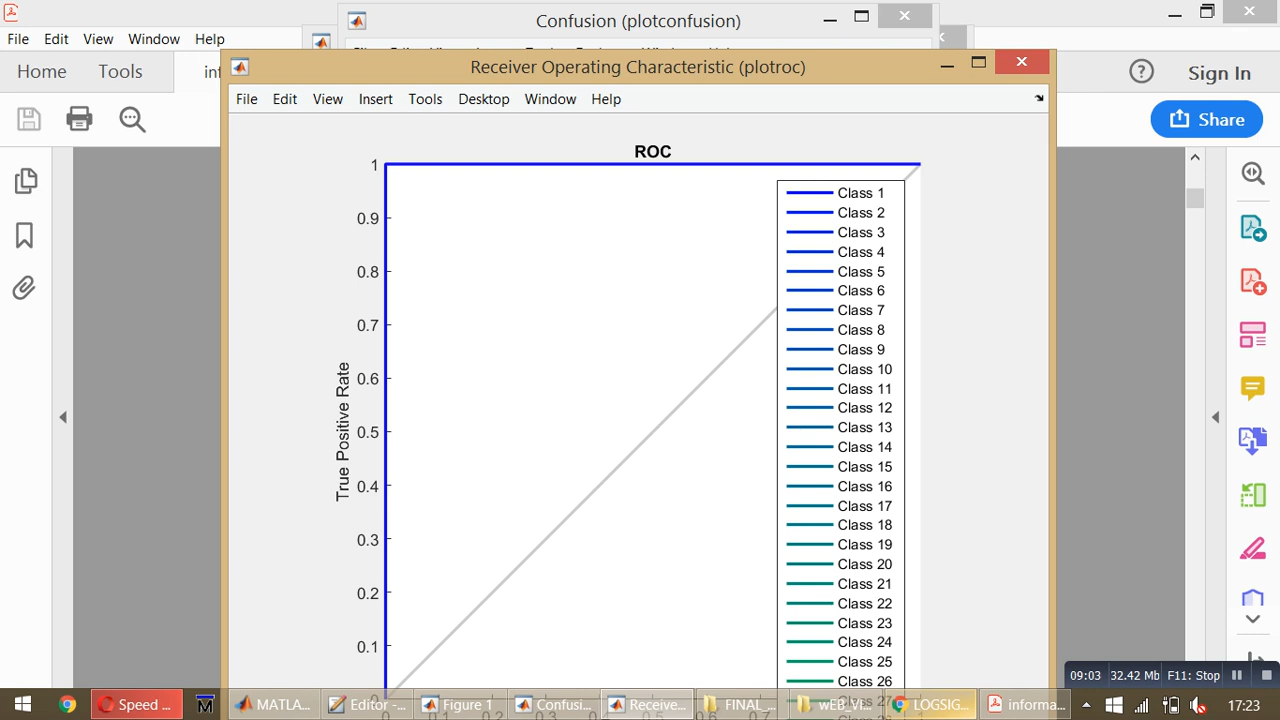 Confusion (plotconfusion)
File Edit View Window Help
Receiver Operating Characteristic (plotroc)
Home Tools
Sign In
File Edit View Insert Tools Desktop Window Help
Share
ROC
1
0.9
0.8
0.7
0.6
0.5
0.4
0.3
0.2
0.1
True Positive Rate
Class 1
Class 2
Class 3
Class 4
Class 5
Class 6
Class 7
Class 8
Class 9
Class 10
Class 11
Class 12
Class 13
Class 14
Class 15
Class 16
Class 17
Class 18
Class 19
Class 20
Class 21
Class 22
Class 23
Class 24
Class 25
Class 26
Class 27
09:03 32.42 Mb F11: Stop
Speed ... MATLA... Editor -... Figure 1 Confusi... Receive... FINAL_... wEB_VI... LOGSIG... informa... 17:23